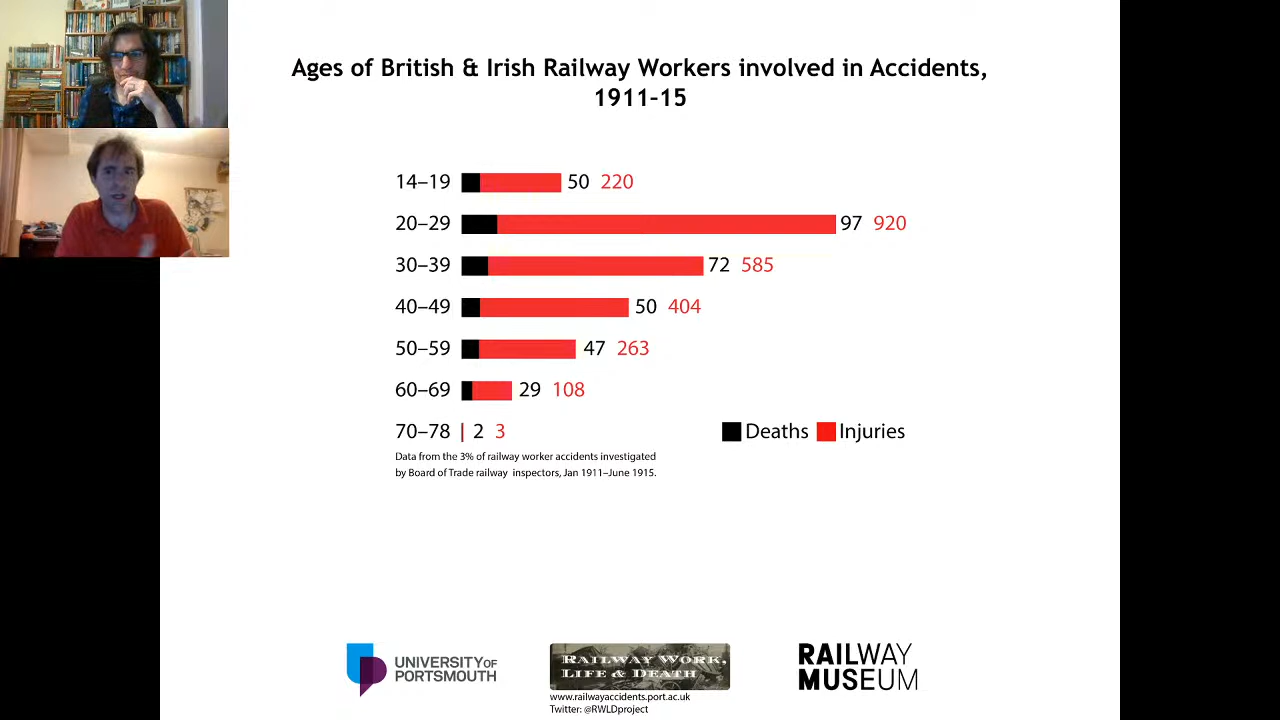 Ages of British & Irish Railway Workers involved in Accidents,
1911–15
14–19 50 220
20–29 97 920
30–39 72 585
40–49 50 404
50–59 47 263
60–69 29 108
70–78 2 3
Deaths Injuries
Data from the 3% of railway worker accidents investigated
by Board of Trade railway inspectors, Jan 1911–June 1915.
UNIVERSITY OF
PORTSMOUTH
RAILWAY WORK,
LIFE & DEATH
www.railwayaccidents.port.ac.uk
Twitter: @RWLDproject
RAILWAY
MUSEUM